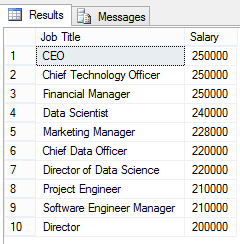 Results Messages
Job Title Salary
1 CEO 250000
2 Chief Technology Officer 250000
3 Financial Manager 250000
4 Data Scientist 240000
5 Marketing Manager 228000
6 Chief Data Officer 220000
7 Director of Data Science 220000
8 Project Engineer 210000
9 Software Engineer Manager 210000
10 Director 200000